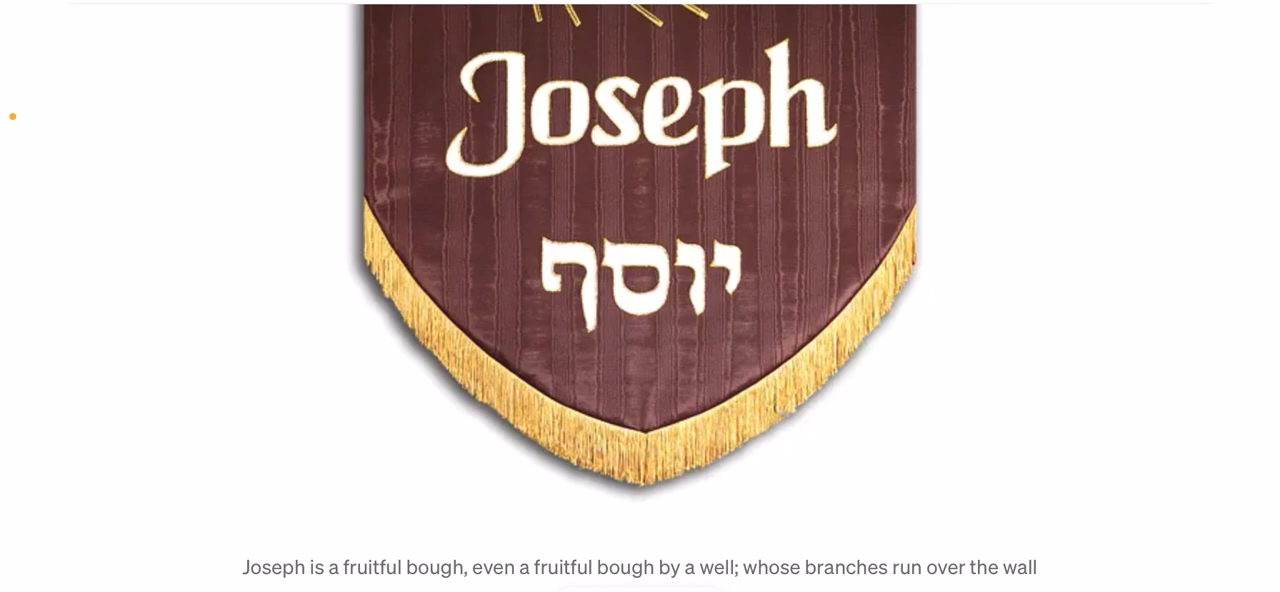 Joseph
יוסף
Joseph is a fruitful bough, even a fruitful bough by a well; whose branches run over the wall